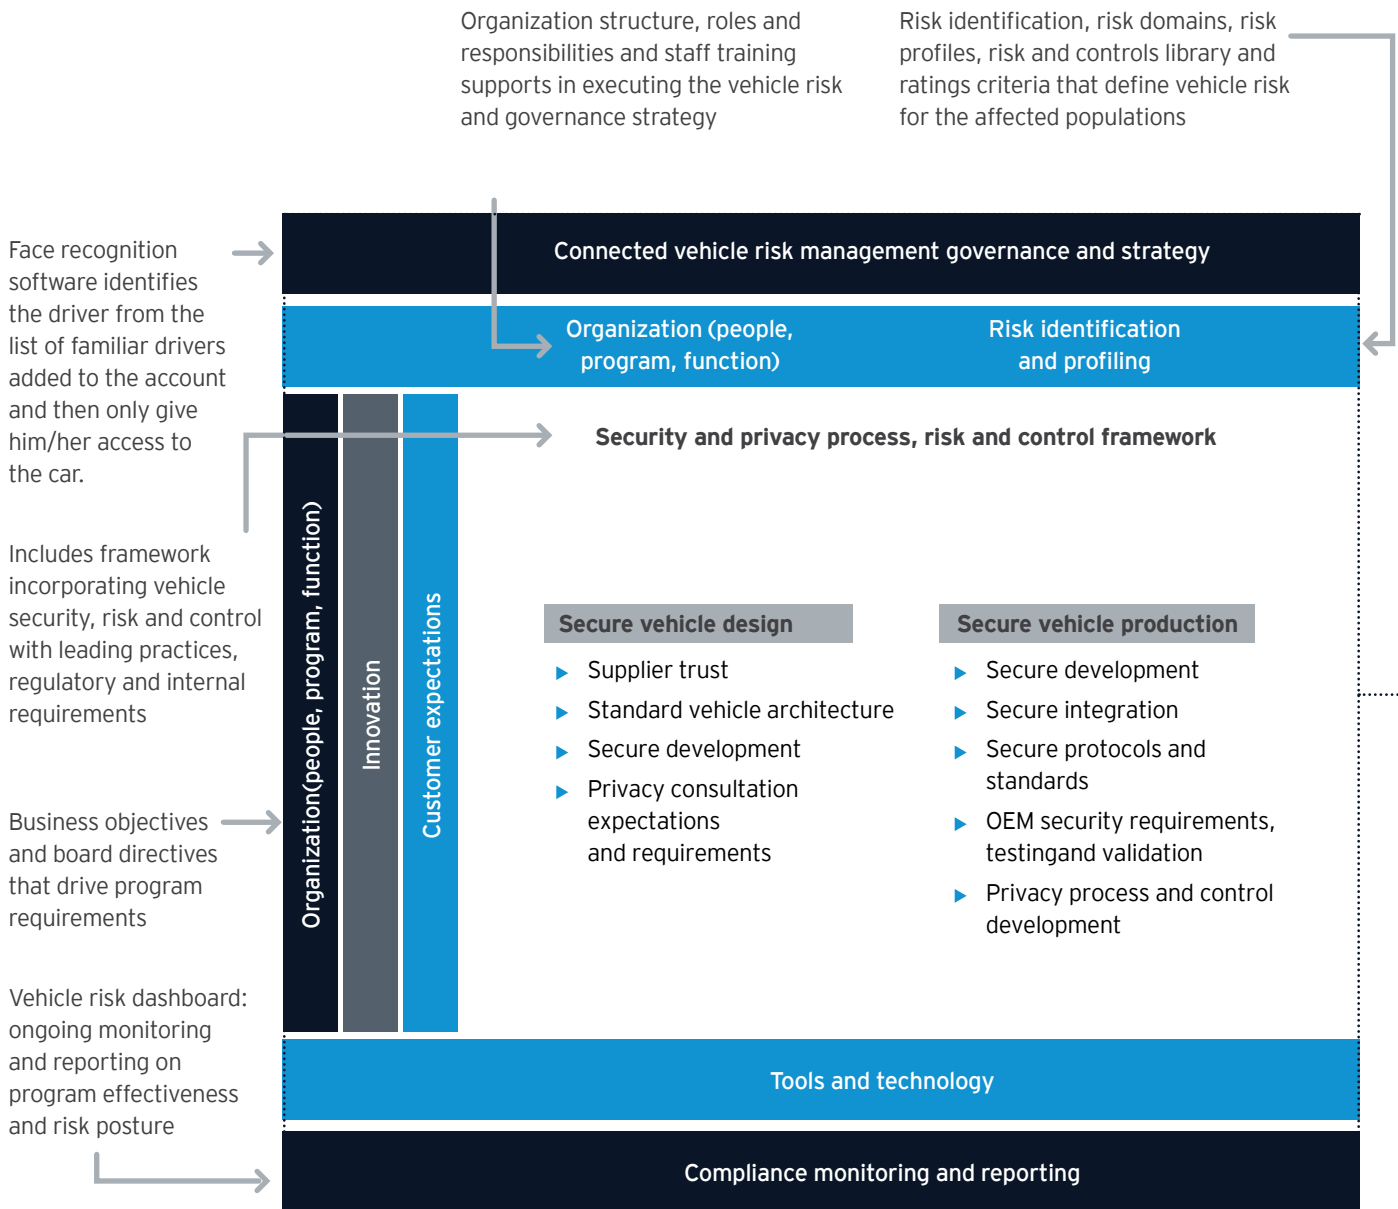 Organization structure, roles and
responsibilities and staff training
supports in executing the vehicle risk
and governance strategy
Risk identification, risk domains, risk
profiles, risk and controls library and
ratings criteria that define vehicle risk
for the affected populations
Face recognition
software identifies
the driver from the
list of familiar drivers
added to the account
and then only give
him/her access to
the car.
Includes framework
incorporating vehicle
security, risk and control
with leading practices,
regulatory and internal
requirements
Business objectives
and board directives
that drive program
requirements
Vehicle risk dashboard:
ongoing monitoring
and reporting on
program effectiveness
and risk posture
Connected vehicle risk management governance and strategy
Organization (people,
program, function)
Risk identification
and profiling
Organization(people, program, function)
Innovation
Customer expectations
Security and privacy process, risk and control framework
Secure vehicle design
▶ Supplier trust
▶ Standard vehicle architecture
▶ Secure development
▶ Privacy consultation
expectations
and requirements
Secure vehicle production
▶ Secure development
▶ Secure integration
▶ Secure protocols and
standards
▶ OEM security requirements,
testingand validation
▶ Privacy process and control
development
Tools and technology
Compliance monitoring and reporting